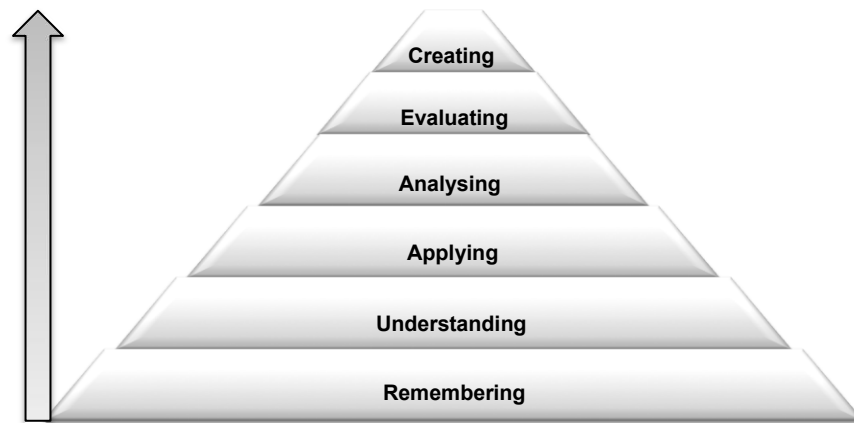 Creating
Evaluating
Analysing
Applying
Understanding
Remembering